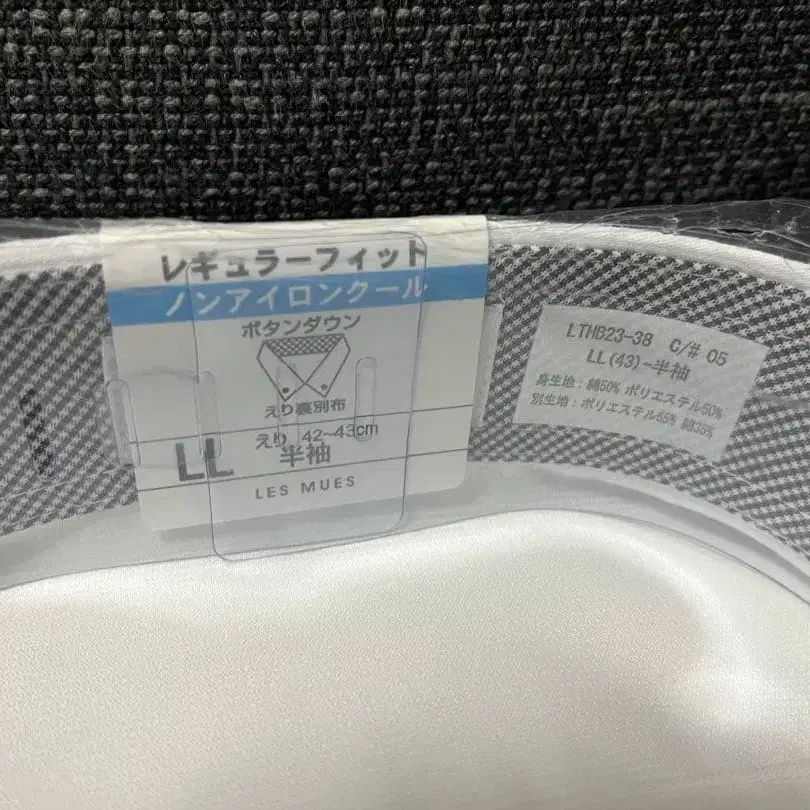 レギュラーフィット
ノンアイロンクール
ボタンダウン
えり裏別布
えり 42~43cm
LL 半袖
LES MUES
LTHB23-38 C/# 05
LL(43)-半袖
身生地:綿50% ポリエステル50%
別生地:ポリエステル65% 綿35%